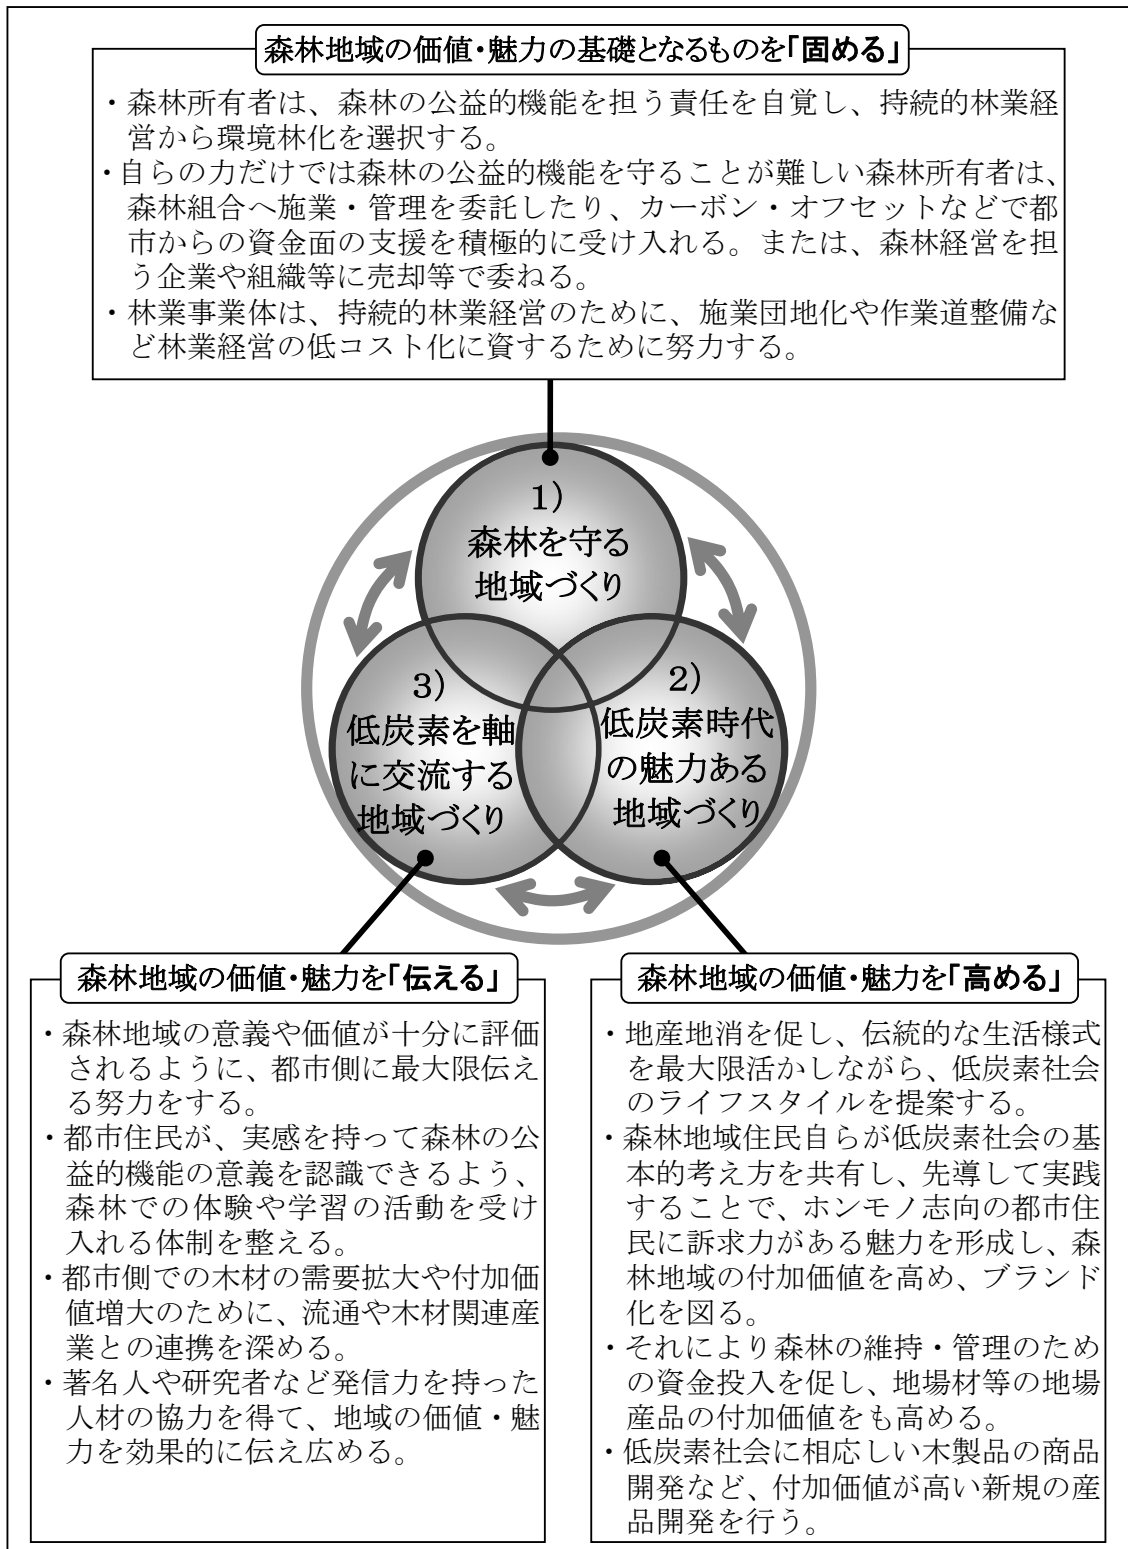 森林地域の価値・魅力の基礎となるものを「固める」
・森林所有者は、森林の公益的機能を担う責任を自覚し、持続的林業経
営から環境林化を選択する。
・自らの力だけでは森林の公益的機能を守ることが難しい森林所有者は、
森林組合へ施業・管理を委託したり、カーボン・オフセットなどで都
市からの資金面の支援を積極的に受け入れる。または、森林経営を担
う企業や組織等に売却等で委ねる。
・林業事業体は、持続的林業経営のために、施業団地化や作業道整備な
ど林業経営の低コスト化に資するために努力する。
1)
森林を守る
地域づくり
3)
低炭素を軸
に交流する
地域づくり
2)
低炭素時代
の魅力ある
地域づくり
森林地域の価値・魅力を「伝える」
・森林地域の意義や価値が十分に評価
されるように、都市側に最大限伝え
る努力をする。
・都市住民が、実感を持って森林の公
益的機能の意義を認識できるよう、
森林での体験や学習の活動を受け
入れる体制を整える。
・都市側での木材の需要拡大や付加価
値増大のために、流通や木材関連産
業との連携を深める。
・著名人や研究者など発信力を持った
人材の協力を得て、地域の価値・魅
力を効果的に伝え広める。
森林地域の価値・魅力を「高める」
・地産地消を促し、伝統的な生活様式
を最大限活かしながら、低炭素社会
のライフスタイルを提案する。
・森林地域住民自らが低炭素社会の基
本的考え方を共有し、先導して実践
することで、ホンモノ志向の都市住
民に訴求力がある魅力を形成し、森
林地域の付加価値を高め、ブランド
化を図る。
・それにより森林の維持・管理のため
の資金投入を促し、地場材等の地場
産品の付加価値をも高める。
・低炭素社会に相応しい木製品の商品
開発など、付加価値が高い新規の産
品開発を行う。